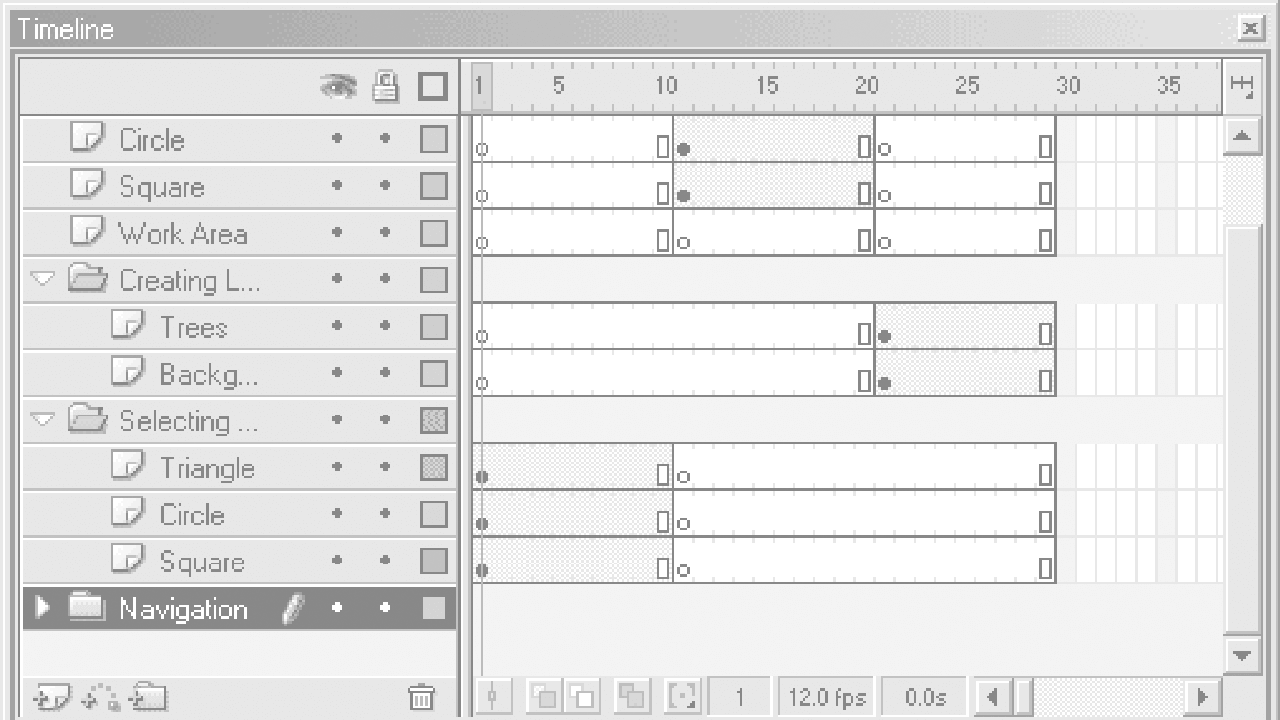 Timeline
1 5 10 15 20 25 30 35
Circle
Square
Work Area
Creating L...
Trees
Backg...
Selecting ...
Triangle
Circle
Square
Navigation
1 12.0 fps 0.0s